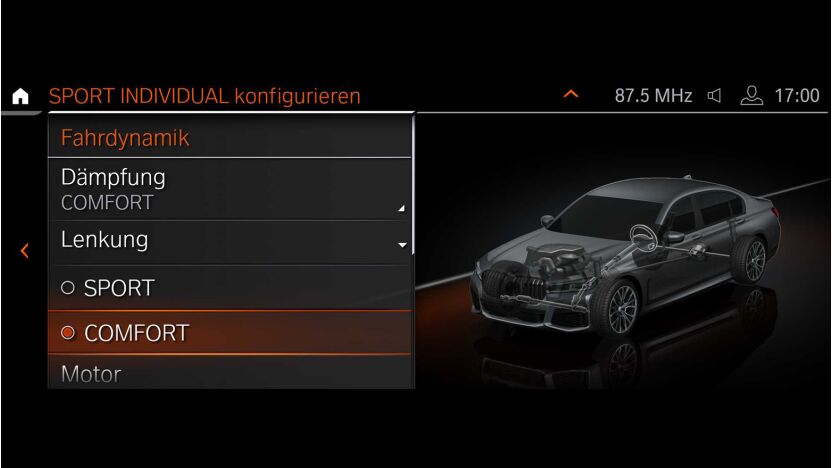 SPORT INDIVIDUAL konfigurieren
87.5 MHz 17:00
Fahrdynamik
Dämpfung
COMFORT
Lenkung
SPORT
COMFORT
Motor